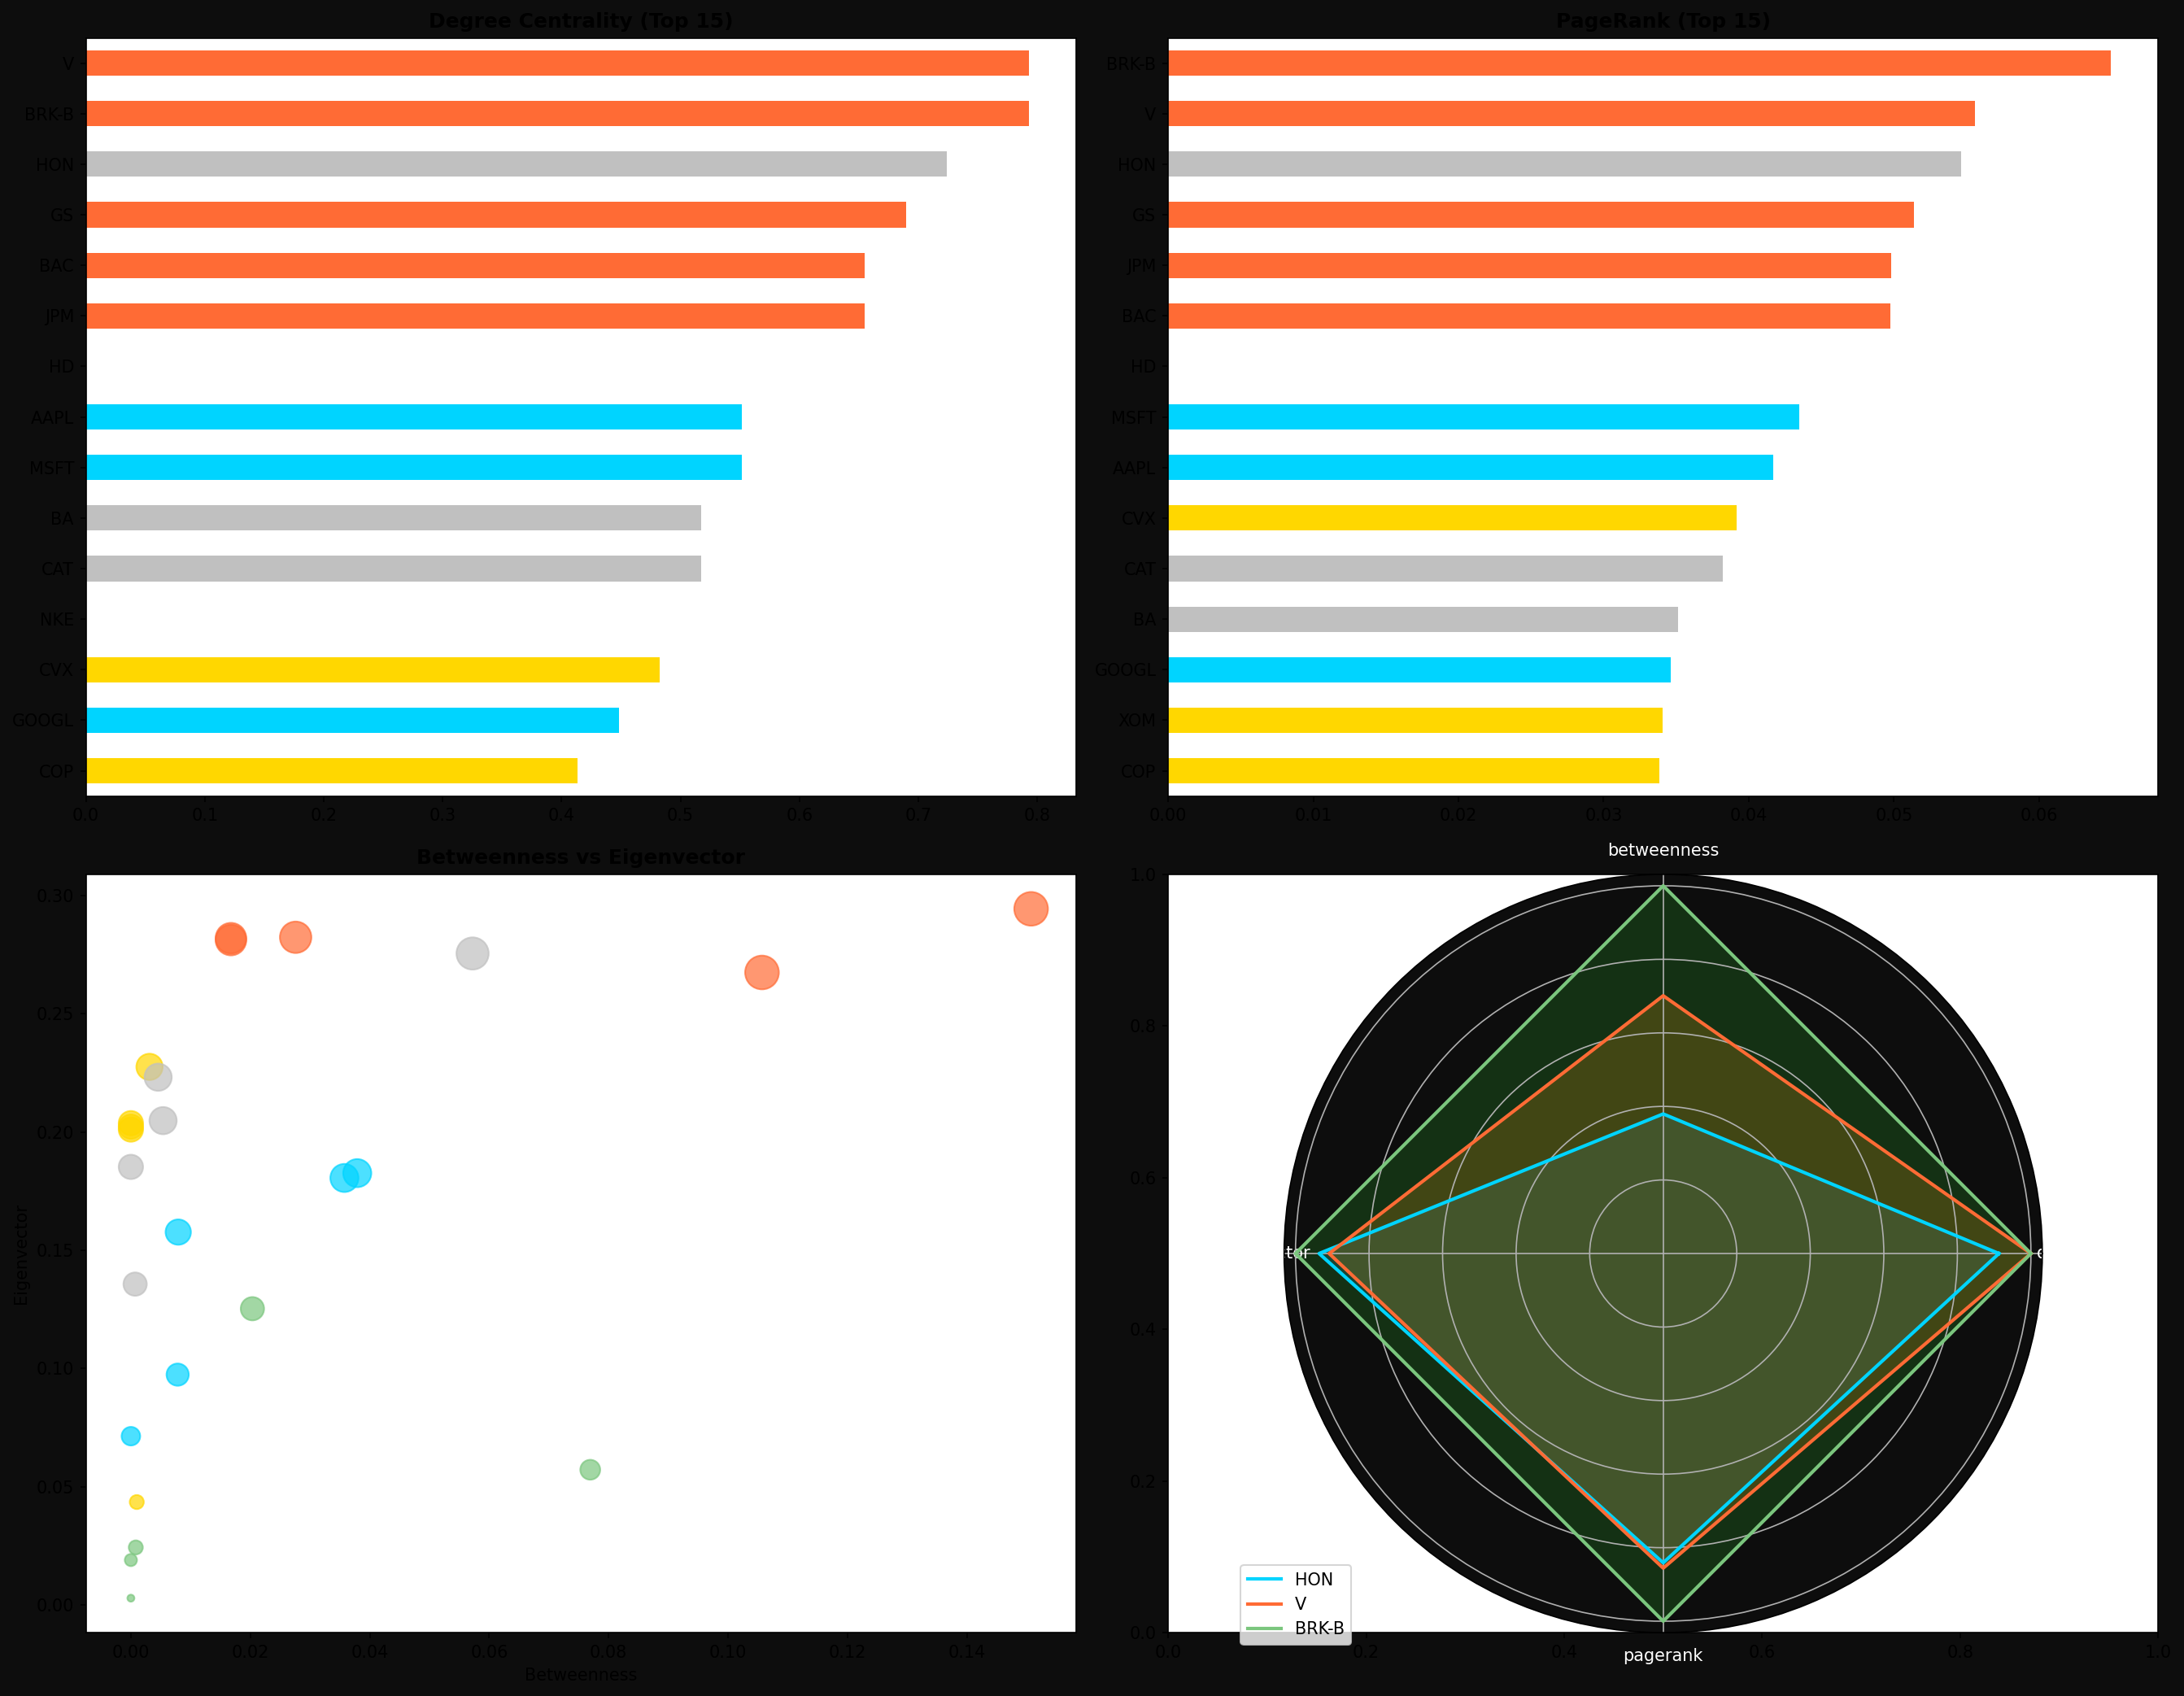 Degree Centrality (Top 15)
V
BRK-B
HON
GS
BAC
JPM
HD
AAPL
MSFT
BA
CAT
NKE
CVX
GOOGL
COP
0.0 0.1 0.2 0.3 0.4 0.5 0.6 0.7 0.8
PageRank (Top 15)
BRK-B
V
HON
GS
JPM
BAC
HD
MSFT
AAPL
CVX
CAT
BA
GOOGL
XOM
COP
0.00 0.01 0.02 0.03 0.04 0.05 0.06
Betweenness vs Eigenvector
Eigenvector
0.30
0.25
0.20
0.15
0.10
0.05
0.00
0.00 0.02 0.04 0.06 0.08 0.10 0.12 0.14
Betweenness
betweenness
1.0
0.8
0.6
tor
0.4
0.2
0.0
HON
V
BRK-B
0.0 0.2 0.4 0.6 0.8 1.0
pagerank